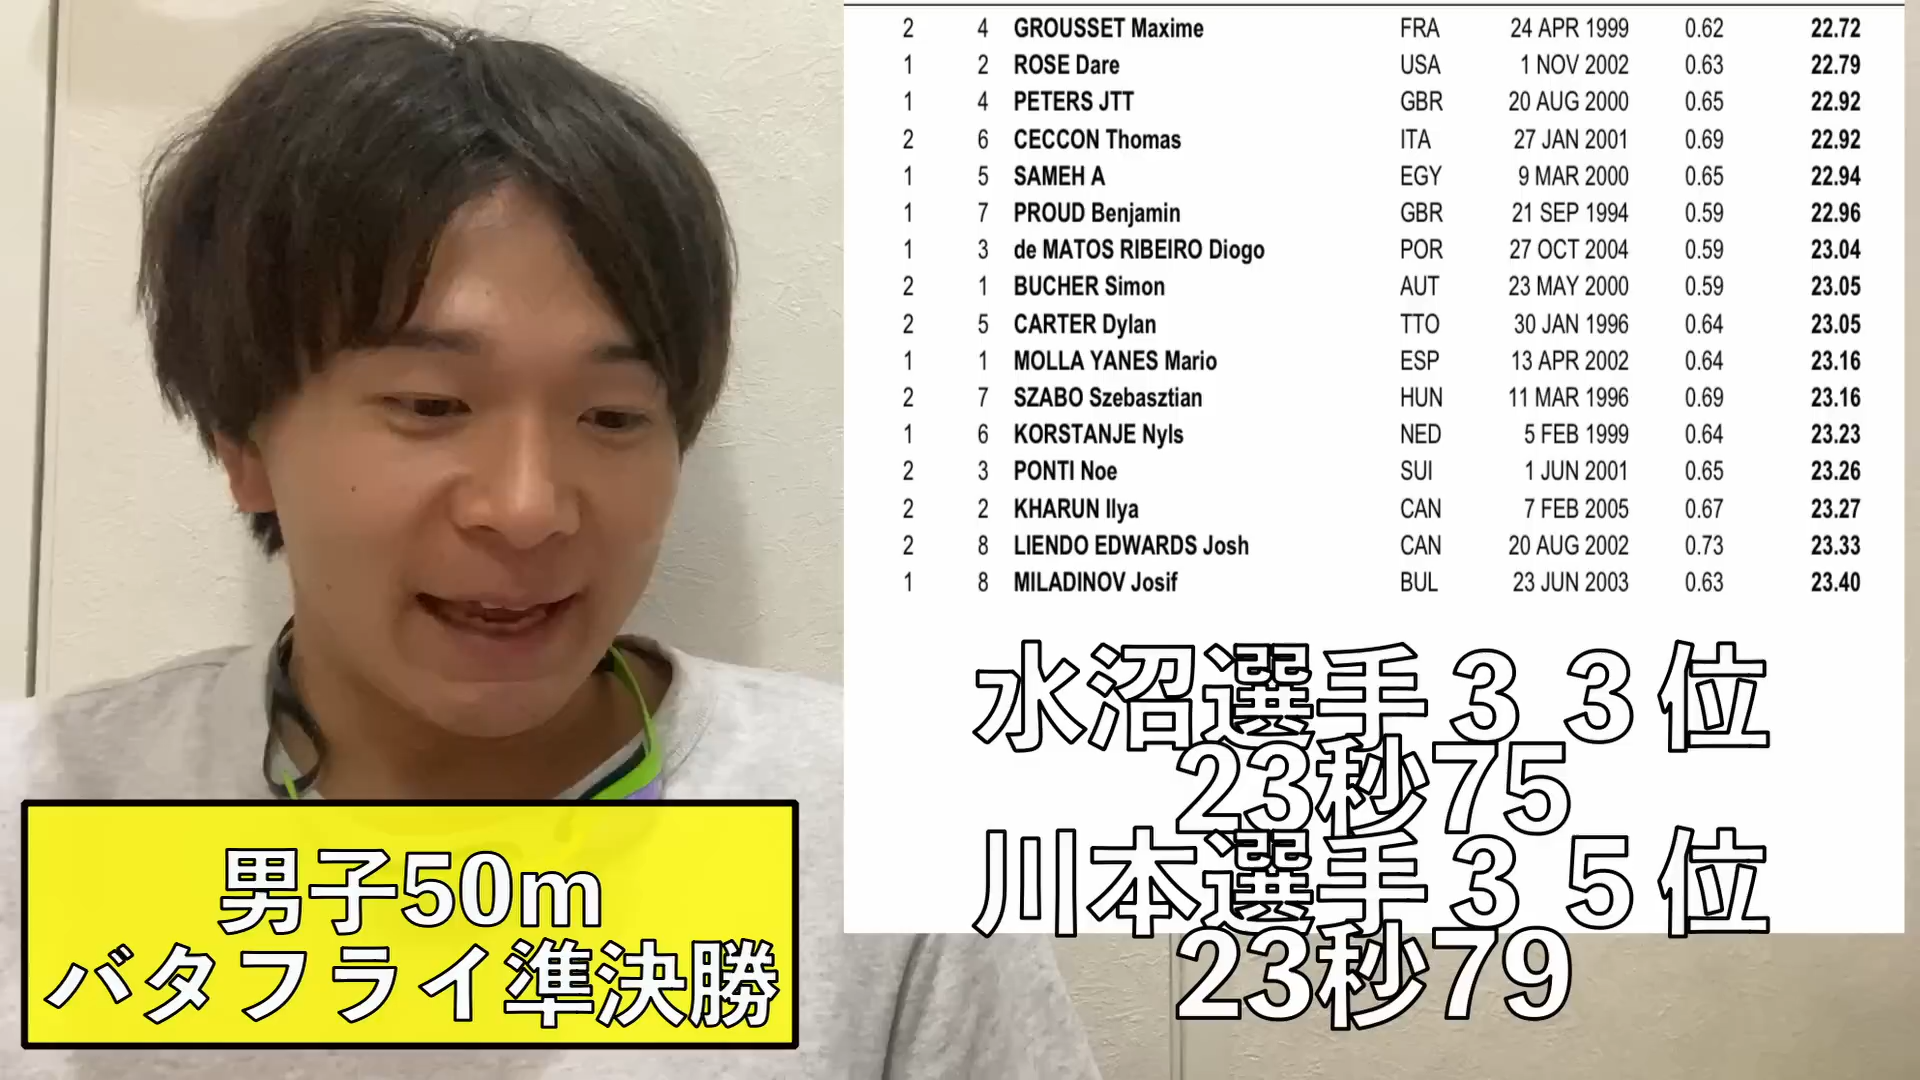 2 4 GROUSSET Maxime FRA 24 APR 1999 0.62 22.72
1 2 ROSE Dare USA 1 NOV 2002 0.63 22.79
1 4 PETERS JTT GBR 20 AUG 2000 0.65 22.92
2 6 CECCON Thomas ITA 27 JAN 2001 0.69 22.92
1 5 SAMEH A EGY 9 MAR 2000 0.65 22.94
1 7 PROUD Benjamin GBR 21 SEP 1994 0.59 22.96
1 3 de MATOS RIBEIRO Diogo POR 27 OCT 2004 0.59 23.04
2 1 BUCHER Simon AUT 23 MAY 2000 0.59 23.05
2 5 CARTER Dylan TTO 30 JAN 1996 0.64 23.05
1 1 MOLLA YANES Mario ESP 13 APR 2002 0.64 23.16
2 7 SZABO Szebasztian HUN 11 MAR 1996 0.69 23.16
1 6 KORSTANJE Nyls NED 5 FEB 1999 0.64 23.23
2 3 PONTI Noe SUI 1 JUN 2001 0.65 23.26
2 2 KHARUN Ilya CAN 7 FEB 2005 0.67 23.27
2 8 LIENDO EDWARDS Josh CAN 20 AUG 2002 0.73 23.33
1 8 MILADINOV Josif BUL 23 JUN 2003 0.63 23.40
水沼選手33位
23秒75
川本選手35位
23秒79
男子50m
バタフライ準決勝